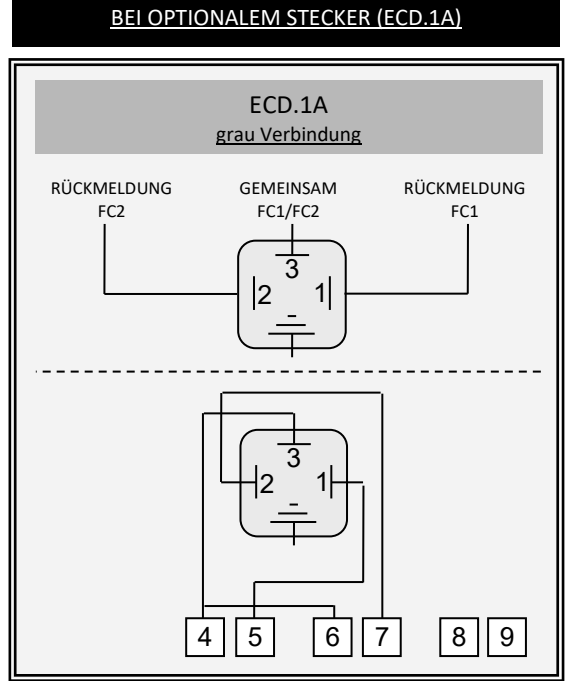 BEI OPTIONALEM STECKER (ECD.1A)
ECD.1A
grau Verbindung
RÜCKMELDUNG GEMEINSAM RÜCKMELDUNG
FC2 FC1/FC2 FC1
3
2 1
-
3
2 1
-
4 5 6 7 8 9